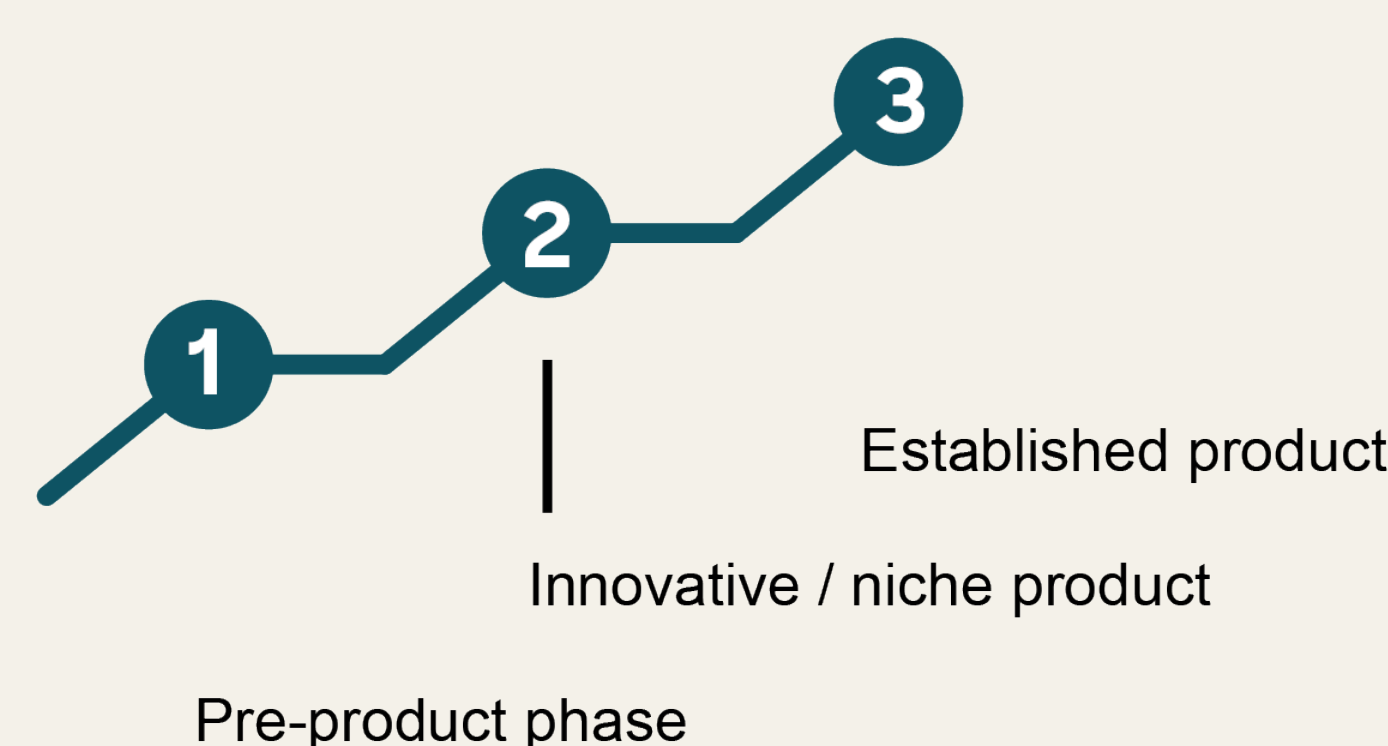 3
2
1
Established product
Innovative / niche product
Pre-product phase